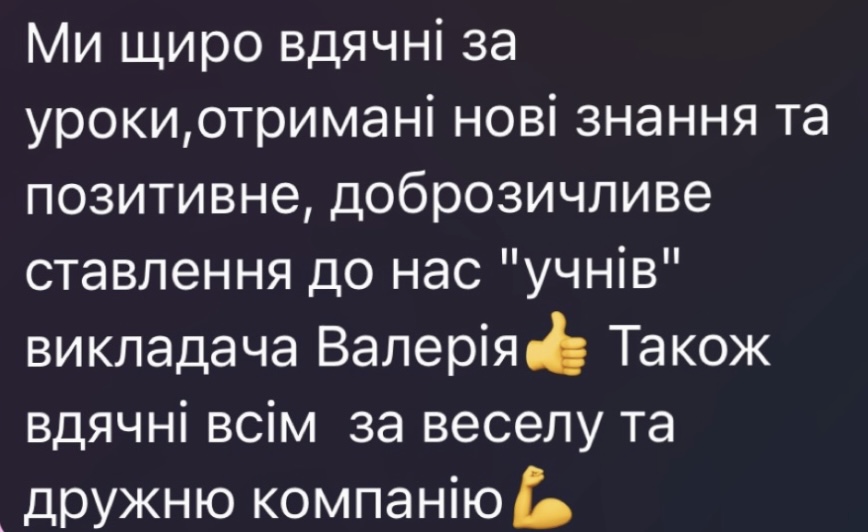 Ми щиро вдячні за
уроки,отримані нові знання та
позитивне, доброзичливе
ставлення до нас "учнів"
викладача Валерія👍 Також
вдячні всім  за веселу та
дружню компанію💪